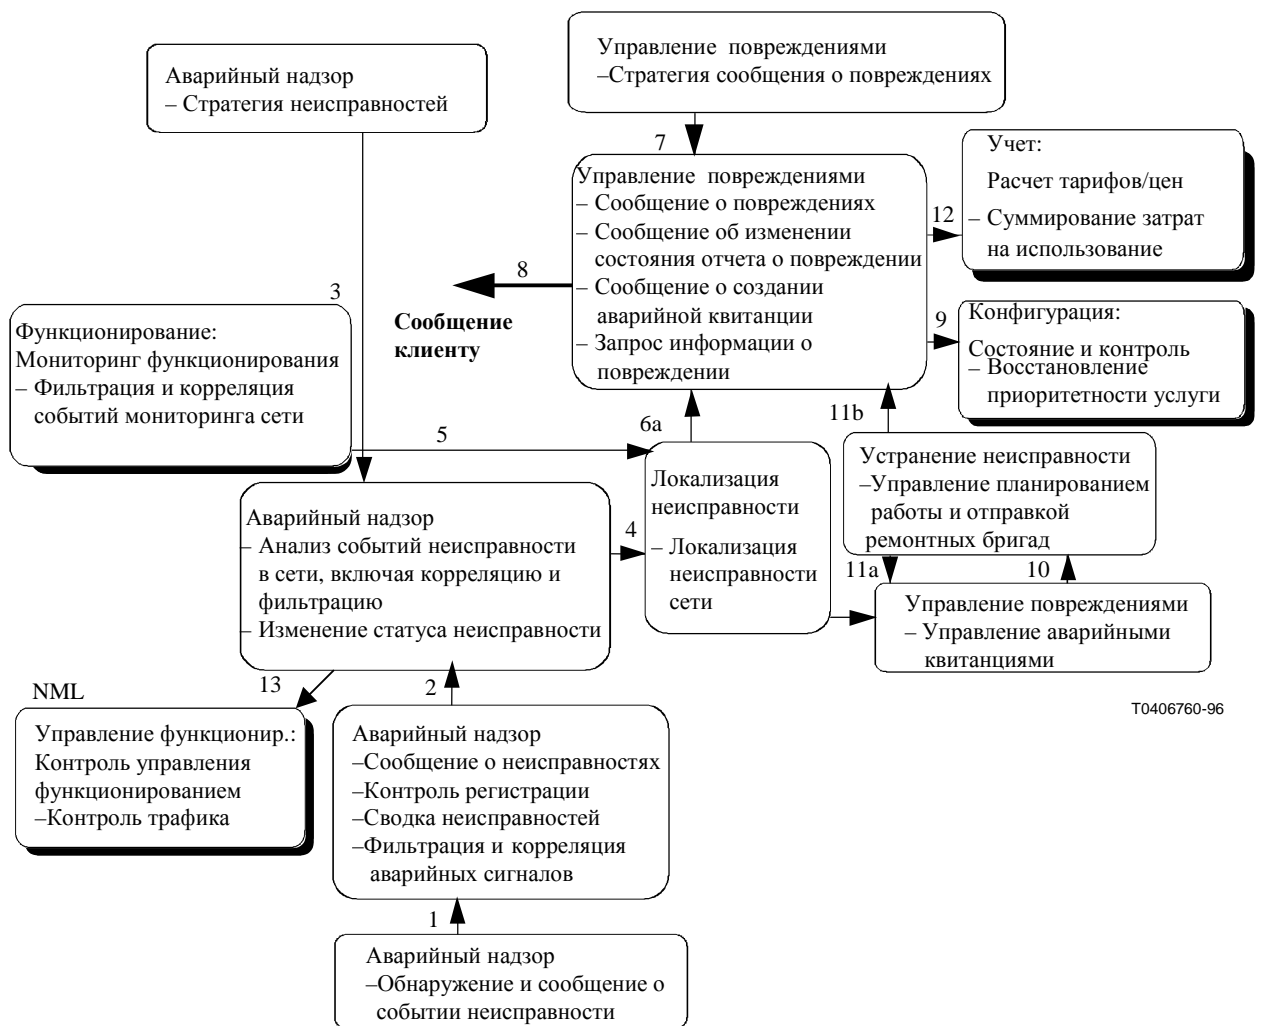 Управление повреждениями
–Стратегия сообщения о повреждениях
Аварийный надзор
– Стратегия неисправностей
7
Управление повреждениями
– Сообщение о повреждениях
– Сообщение об изменении
состояния отчета о повреждении
– Сообщение о создании
аварийной квитанции
– Запрос информации о
повреждении
12
Учет:
Расчет тарифов/цен
– Суммирование затрат
на использование
8
Сообщение
клиенту
9
Конфигурация:
Состояние и контроль
– Восстановление
приоритетности услуги
3
Функционирование:
Мониторинг функционирования
– Фильтрация и корреляция
событий мониторинга сети
5
6a
11b
Локализация
неисправности
– Локализация
неисправности
сети
Устранение неисправности
–Управление планированием
работы и отправкой
ремонтных бригад
Аварийный надзор
– Анализ событий неисправности
в сети, включая корреляцию и
фильтрацию
– Изменение статуса неисправности
4
11a
10
Управление повреждениями
– Управление аварийными
квитанциями
13
2
NML
Управление функционир.:
Контроль управления
функционированием
–Контроль трафика
Аварийный надзор
–Сообщение о неисправностях
–Контроль регистрации
–Сводка неисправностей
–Фильтрация и корреляция
аварийных сигналов
T0406760-96
1
Аварийный надзор
–Обнаружение и сообщение о
событии неисправности